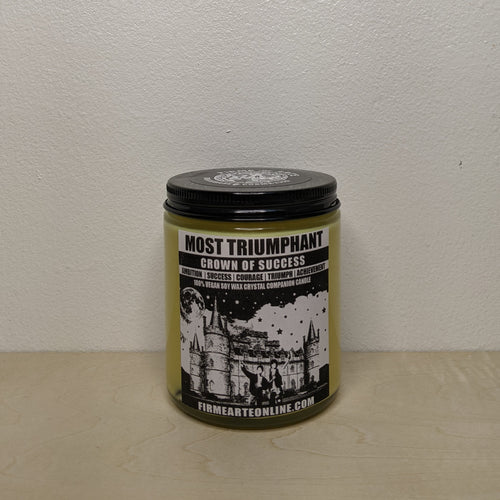 MOST TRIUMPHANT
CROWN OF SUCCESS
AMBITION | SUCCESS | COURAGE | TRIUMPH | ACHIEVEMENT
100% VEGAN SOY WAX CRYSTAL COMPANION CANDLE
FIRMEARTEONLINE.COM